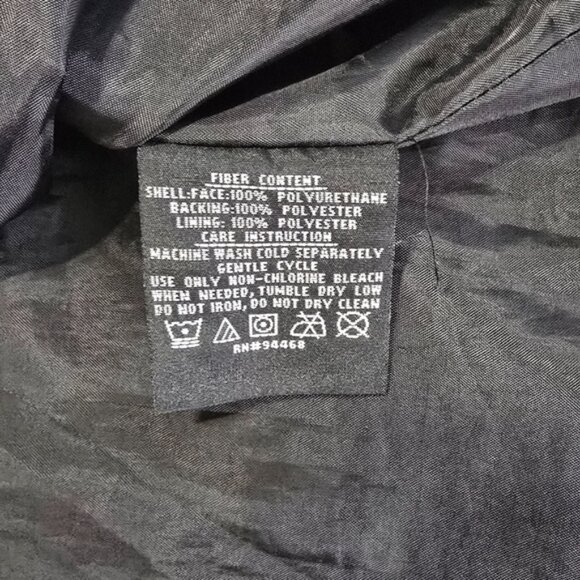 FIBER CONTENT
SHELL:FACE:100% POLYURETHANE
BACKING:100% POLYESTER
LINING: 100% POLYESTER
CARE INSTRUCTION
MACHINE WASH COLD SEPARATELY
GENTLE CYCLE
USE ONLY NON-CHLORINE BLEACH
WHEN NEEDED, TUMBLE DRY LOW
DO NOT IRON, DO NOT DRY CLEAN
RN#94468